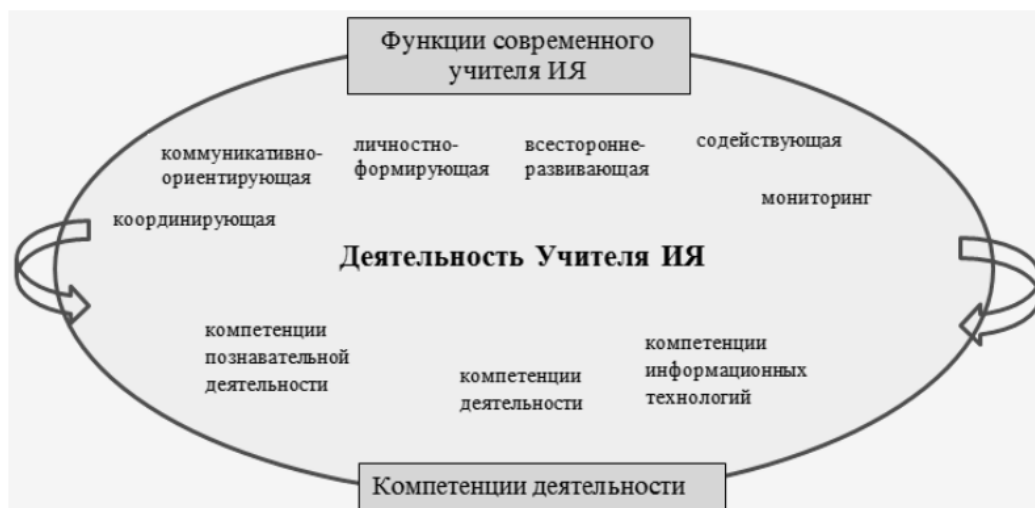 Функции современного
учителя ИЯ
коммуникативно-
ориентирующая
личностно-
формирующая
всесторонне-
развивающая
содействующая
мониторинг
координирующая
Деятельность Учителя ИЯ
компетенции
познавательной
деятельности
компетенции
деятельности
компетенции
информационных
технологий
Компетенции деятельности